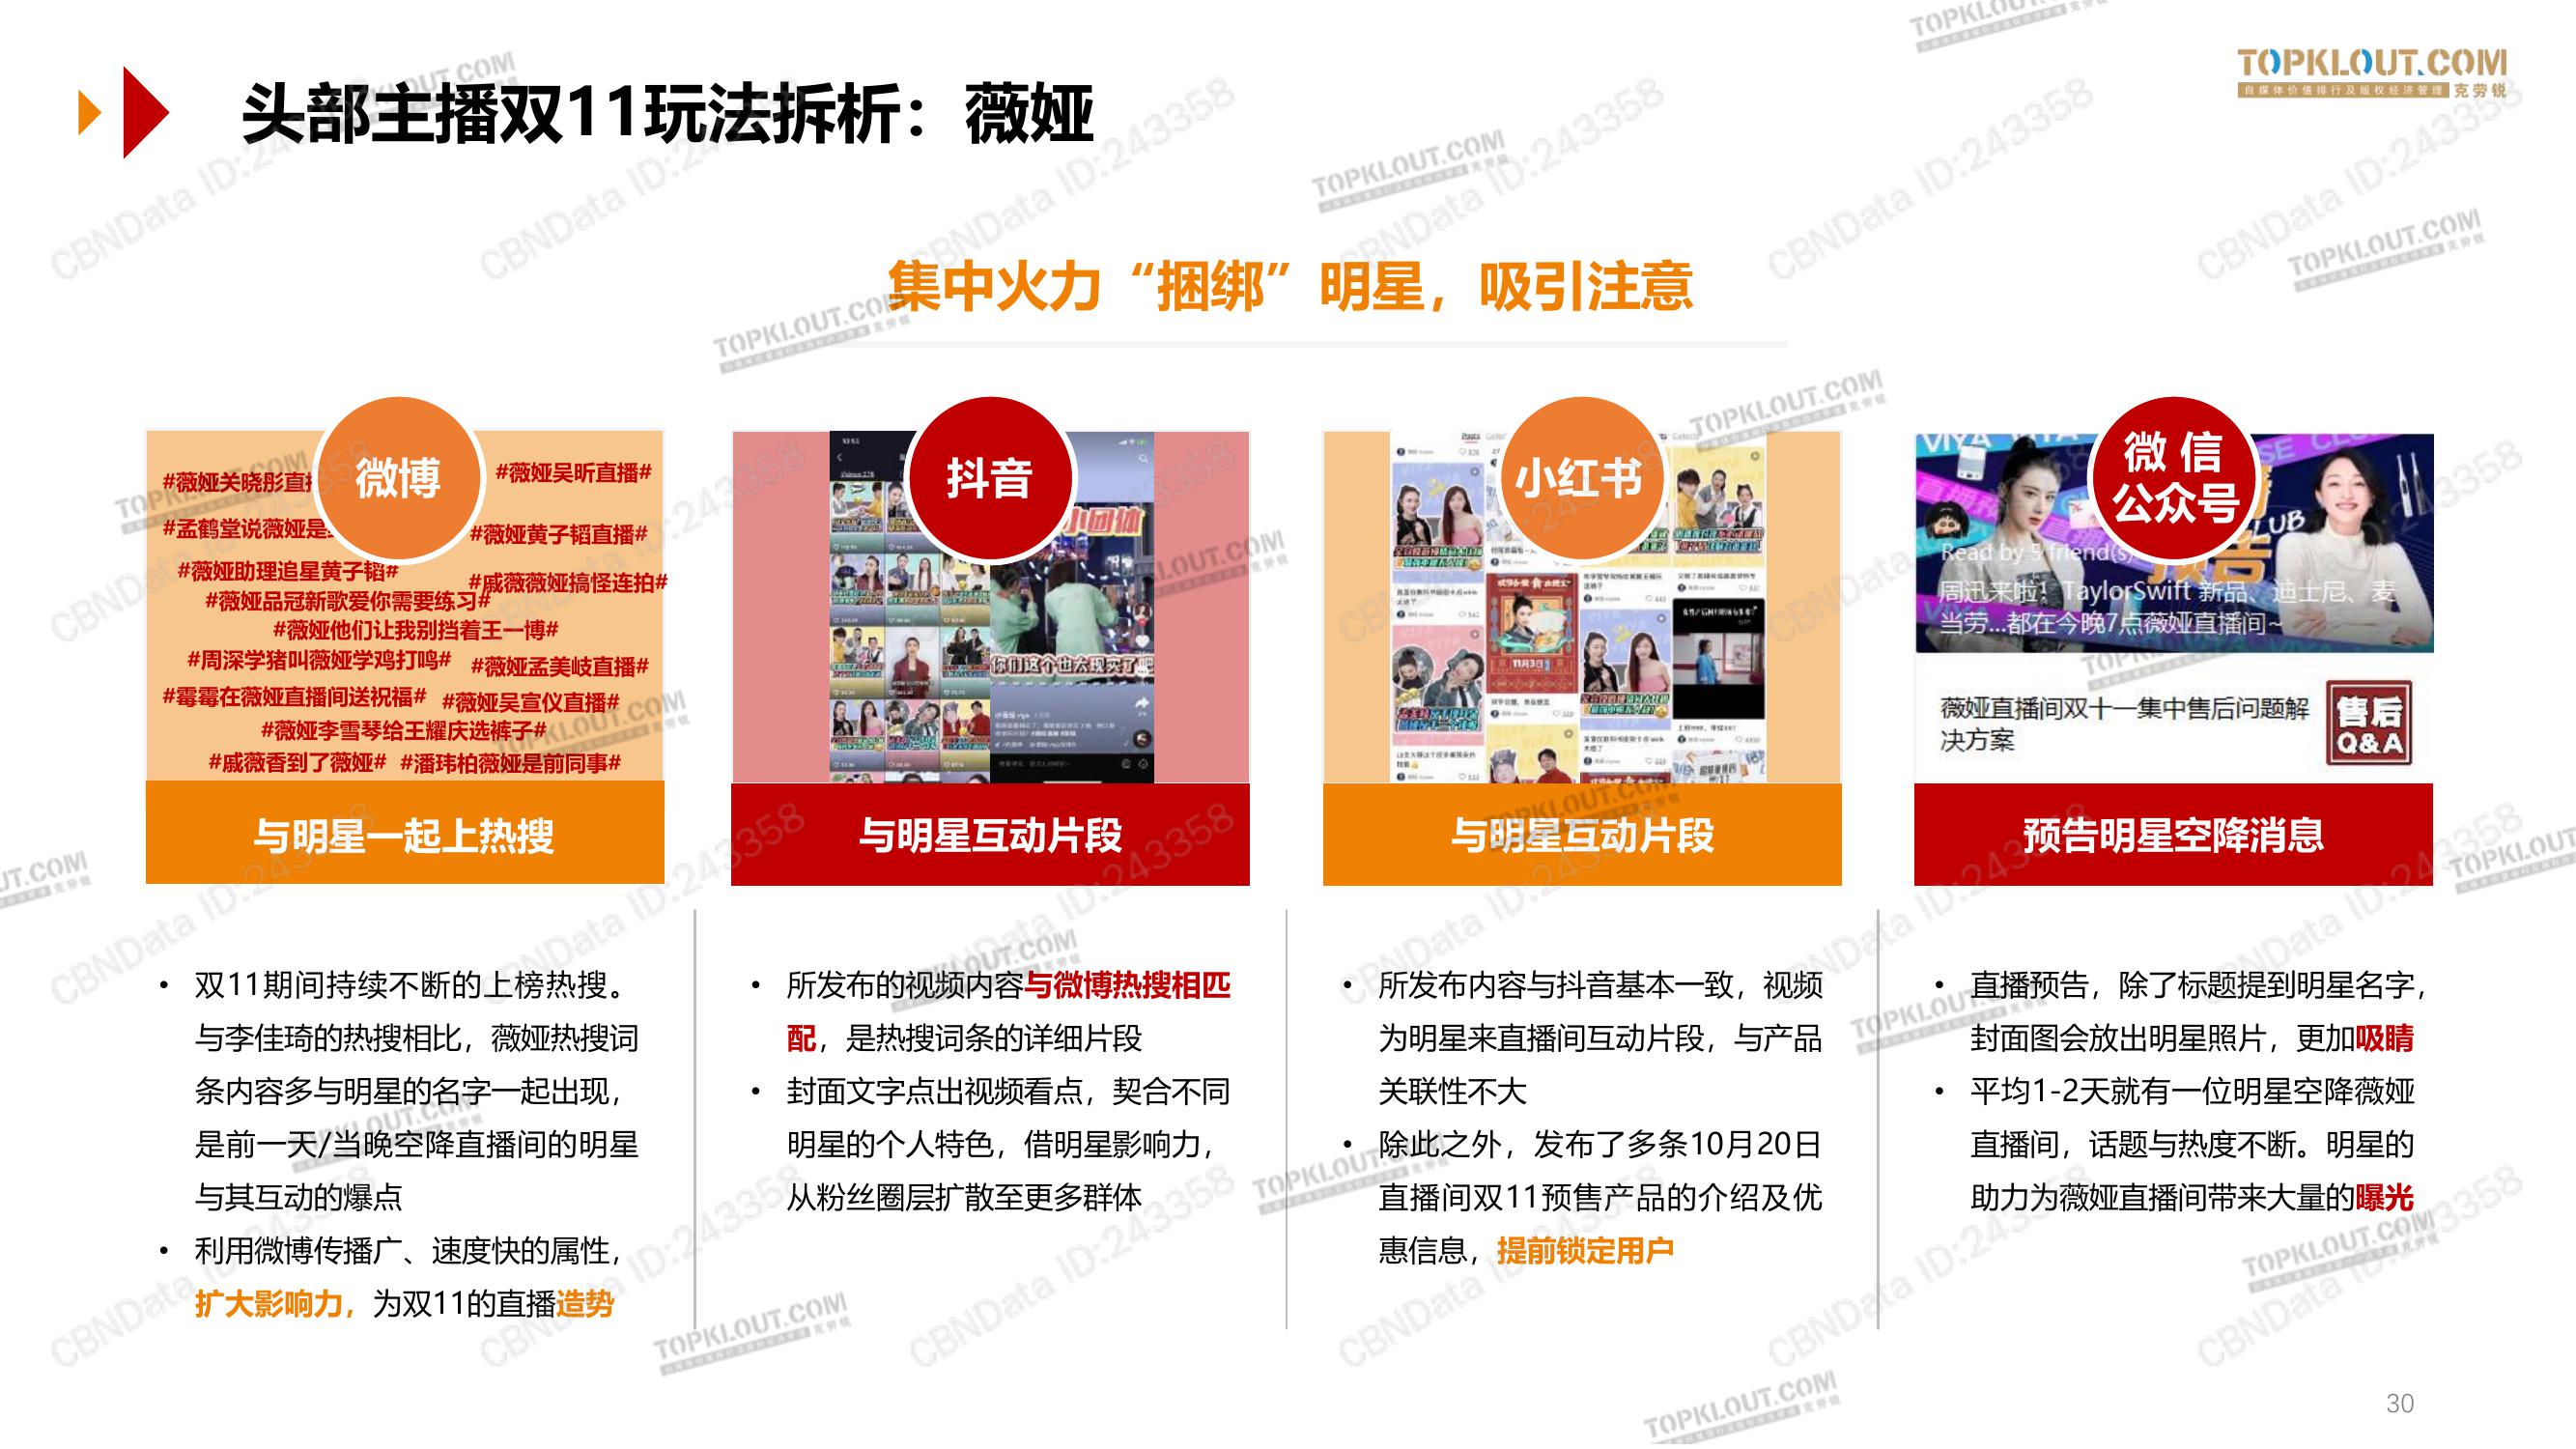 头部主播双11玩法拆析：薇娅
TOPKLOUT.COM
自媒体价值排行及版权经济管理 克劳锐
集中火力“捆绑”明星，吸引注意
微博
#薇娅关晓彤直播
#薇娅吴昕直播#
#孟鹤堂说薇娅是
#薇娅黄子韬直播#
#薇娅助理追星黄子韬#
#戚薇薇娅搞怪连拍#
#薇娅品冠新歌爱你需要练习#
#薇娅他们让我别挡着王一博#
#周深学猪叫薇娅学鸡打鸣#
#薇娅孟美岐直播#
#霉霉在薇娅直播间送祝福#
#薇娅吴宣仪直播#
#薇娅李雪琴给王耀庆选裤子#
#戚薇香到了薇娅#
#潘玮柏薇娅是前同事#
与明星一起上热搜
双11期间持续不断的上榜热搜。
与李佳琦的热搜相比，薇娅热搜词
条内容多与明星的名字一起出现，
是前一天/当晚空降直播间的明星
与其互动的爆点
利用微博传播广、速度快的属性，
扩大影响力，为双11的直播造势
抖音
小团体
你们这个也太现实了吧
与明星互动片段
所发布的视频内容与微博热搜相匹
配，是热搜词条的详细片段
封面文字点出视频看点，契合不同
明星的个人特色，借明星影响力，
从粉丝圈层扩散至更多群体
小红书
11月3日
与明星互动片段
所发布内容与抖音基本一致，视频
为明星来直播间互动片段，与产品
关联性不大
除此之外，发布了多条10月20日
直播间双11预售产品的介绍及优
惠信息，提前锁定用户
微 信
公众号
CLUB
Read by 5 friend(s)
周迅来啦！TaylorSwift 新品、迪士尼、麦
当劳...都在今晚7点薇娅直播间~
薇娅直播间双十一集中售后问题解
决方案
售后
Q&A
预告明星空降消息
直播预告，除了标题提到明星名字，
封面图会放出明星照片，更加吸睛
平均1-2天就有一位明星空降薇娅
直播间，话题与热度不断。明星的
助力为薇娅直播间带来大量的曝光
30
CBNData ID:243358